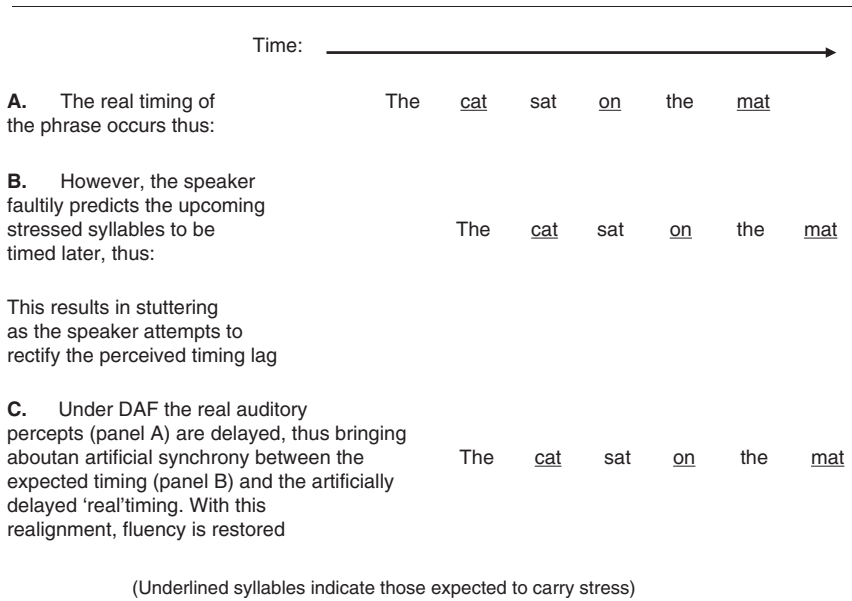 Time:
A. The real timing of
the phrase occurs thus:
The cat sat on the mat
B. However, the speaker
faultily predicts the upcoming
stressed syllables to be
timed later, thus:
The cat sat on the mat
This results in stuttering
as the speaker attempts to
rectify the perceived timing lag
C. Under DAF the real auditory
percepts (panel A) are delayed, thus bringing
aboutan artificial synchrony between the
expected timing (panel B) and the artificially
delayed ‘real’timing. With this
realignment, fluency is restored
The cat sat on the mat
(Underlined syllables indicate those expected to carry stress)